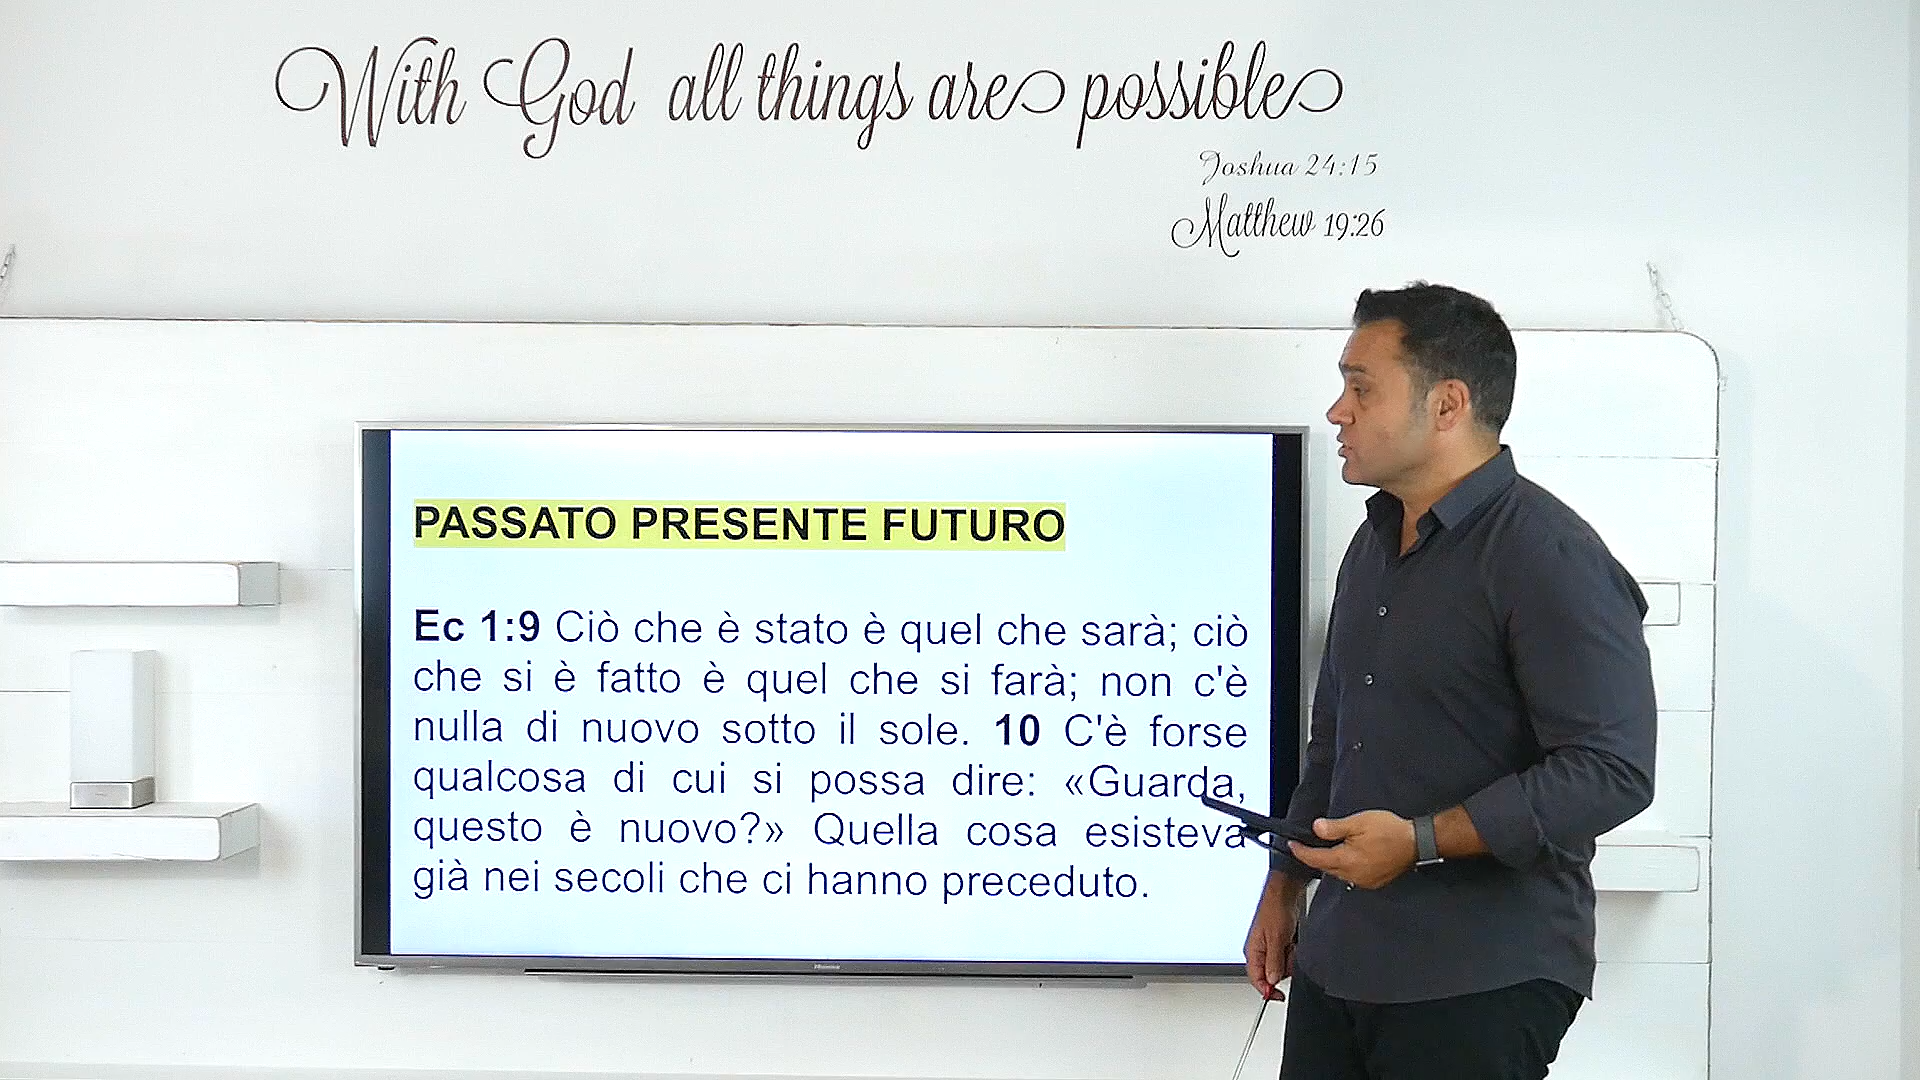 With God all things are possible
Joshua 24:15
Matthew 19:26
PASSATO PRESENTE FUTURO
Ec 1:9 Ciò che è stato è quel che sarà; ciò
che si è fatto è quel che si farà; non c'è
nulla di nuovo sotto il sole. 10 C'è forse
qualcosa di cui si possa dire: «Guarda,
questo è nuovo?» Quella cosa esisteva
già nei secoli che ci hanno preceduto.
Hisense